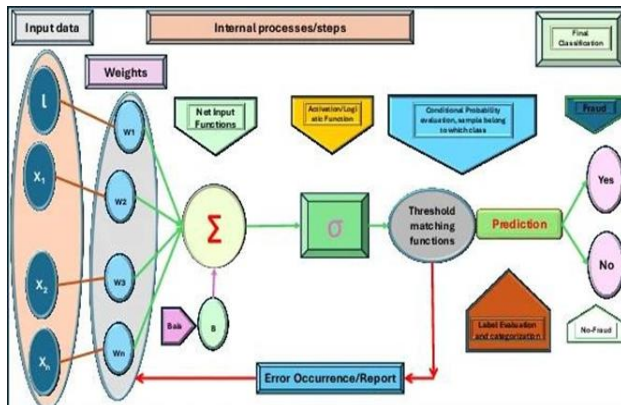 Input data
Internal processes/steps
Final
Classification
Weights
Net Input
Functions
Activation/Logi
stic Function
Conditional Probability
evaluation, sample belong
to which class
Fraud
I
X1
X2
Xn
W1
W2
W3
Wn
Σ
σ
Threshold
matching
functions
Prediction
Yes
No
Bais
B
Label Evaluation
and categorization
No-Fraud
Error Occurrence/Report